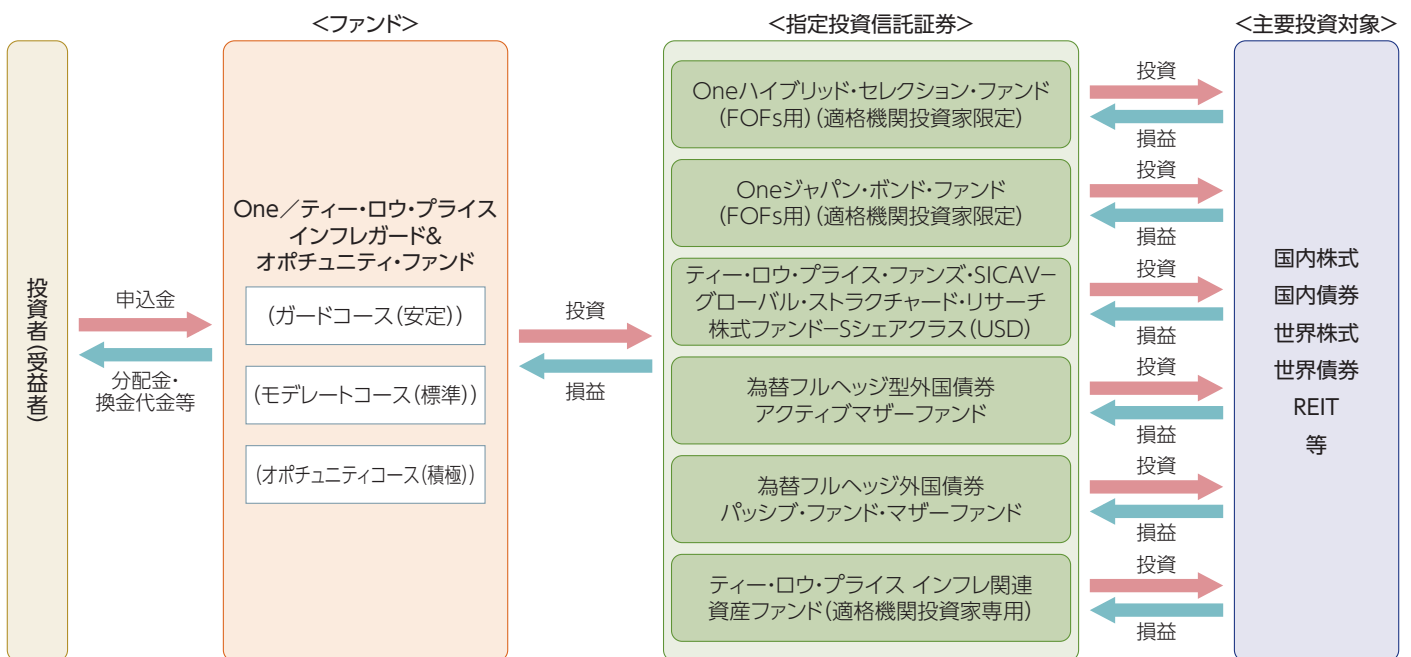 <ファンド>
<指定投資信託証券>
<主要投資対象>
投資者(受益者)
申込金
分配金・
換金代金等
One／ティー・ロウ・プライス
インフレガード&
オポチュニティ・ファンド
(ガードコース(安定))
(モデレートコース(標準))
(オポチュニティコース(積極))
投資
損益
Oneハイブリッド・セレクション・ファンド
(FOFs用)(適格機関投資家限定)
投資
損益
Oneジャパン・ボンド・ファンド
(FOFs用)(適格機関投資家限定)
投資
損益
ティー・ロウ・プライス・ファンズ・SICAV−
グローバル・ストラクチャード・リサーチ
株式ファンド−Sシェアクラス(USD)
投資
損益
為替フルヘッジ型外国債券
アクティブマザーファンド
投資
損益
為替フルヘッジ外国債券
パッシブ・ファンド・マザーファンド
投資
損益
ティー・ロウ・プライス インフレ関連
資産ファンド(適格機関投資家専用)
投資
損益
国内株式
国内債券
世界株式
世界債券
REIT
等